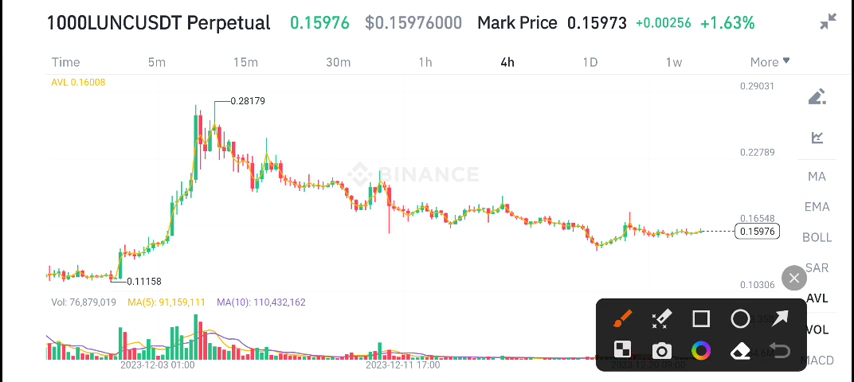 1000LUNCUSDT Perpetual 0.15976 $0.15976000 Mark Price 0.15973 +0.00256 +1.63%
Time 5m 15m 30m 1h 4h 1D 1w More
AVL 0.16008
0.29031
0.28179
0.22789
BINANCE
MA
EMA
0.16548
0.15976
BOLL
SAR
0.11158
0.10306
Vol: 76,879,019 MA(5): 91,159,111 MA(10): 110,432,162
AVL
VOL
MACD
2023-12-03 01:00 2023-12-11 17:00